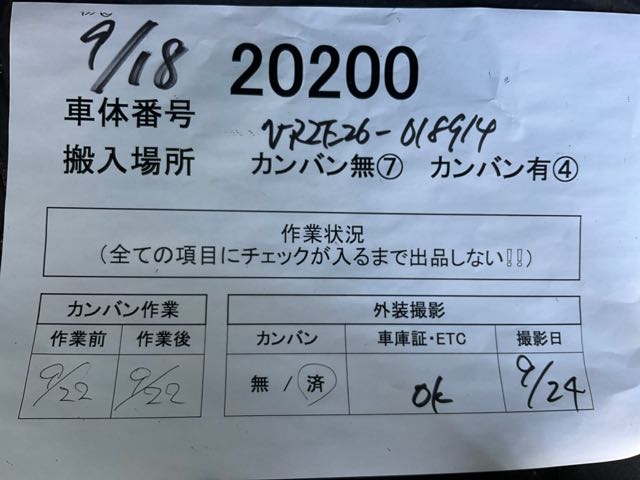 9/18
20200
車体番号 VR2E26-018914
搬入場所 カンバン無⑦ カンバン有④
作業状況
(全ての項目にチェックが入るまで出品しない!!)
カンバン作業
作業前 作業後
9/22 9/22
外装撮影
カンバン 車庫証・ETC 撮影日
無 / 済 ok 9/24